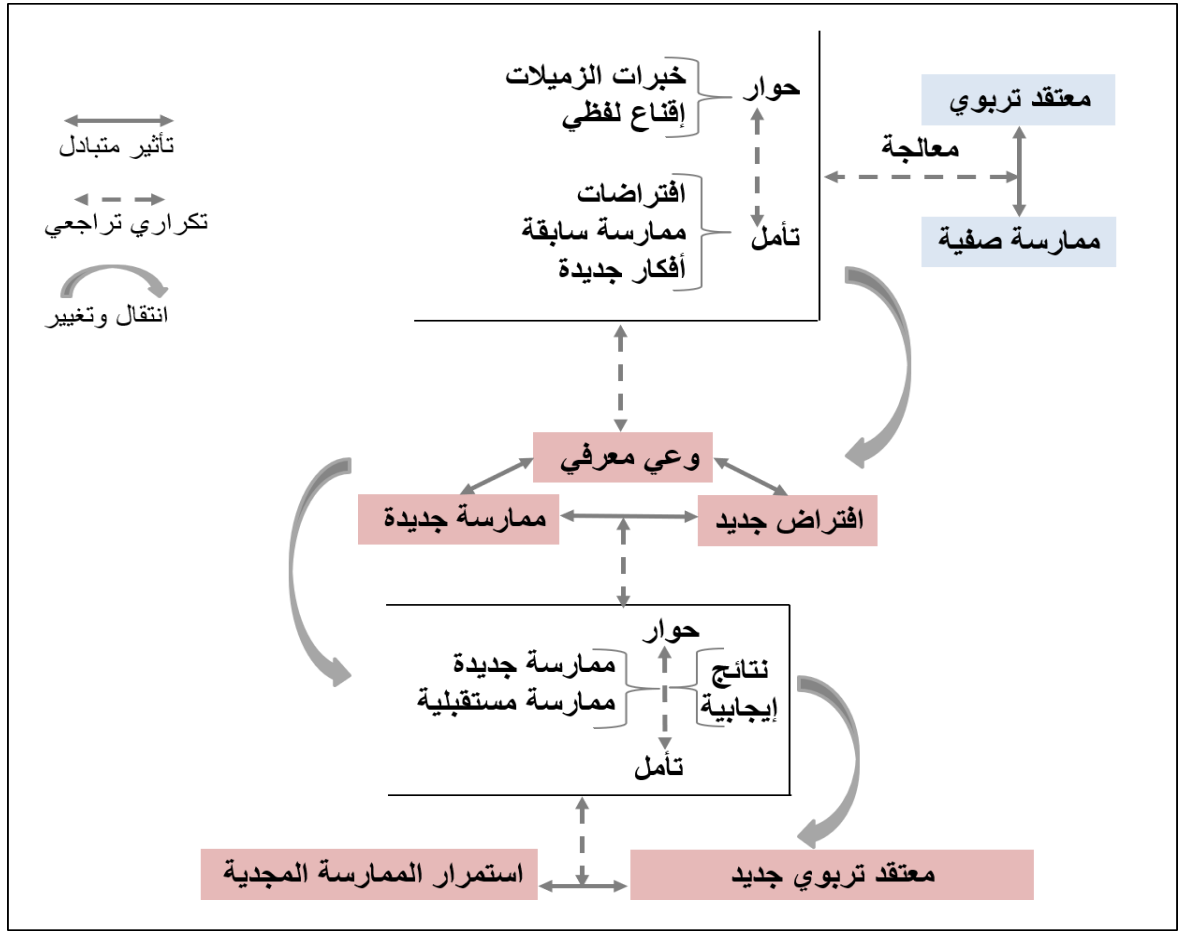 معتقد تربوي
معالجة
ممارسة صفية
حوار
خبرات الزميلات
إقناع لفظي
تأمل
افتراضات
ممارسة سابقة
أفكار جديدة
تأثير متبادل
تكراري تراجعي
انتقال وتغيير
وعي معرفي
افتراض جديد
ممارسة جديدة
حوار
نتائج
إيجابية
ممارسة جديدة
ممارسة مستقبلية
تأمل
معتقد تربوي جديد
استمرار الممارسة المجدية